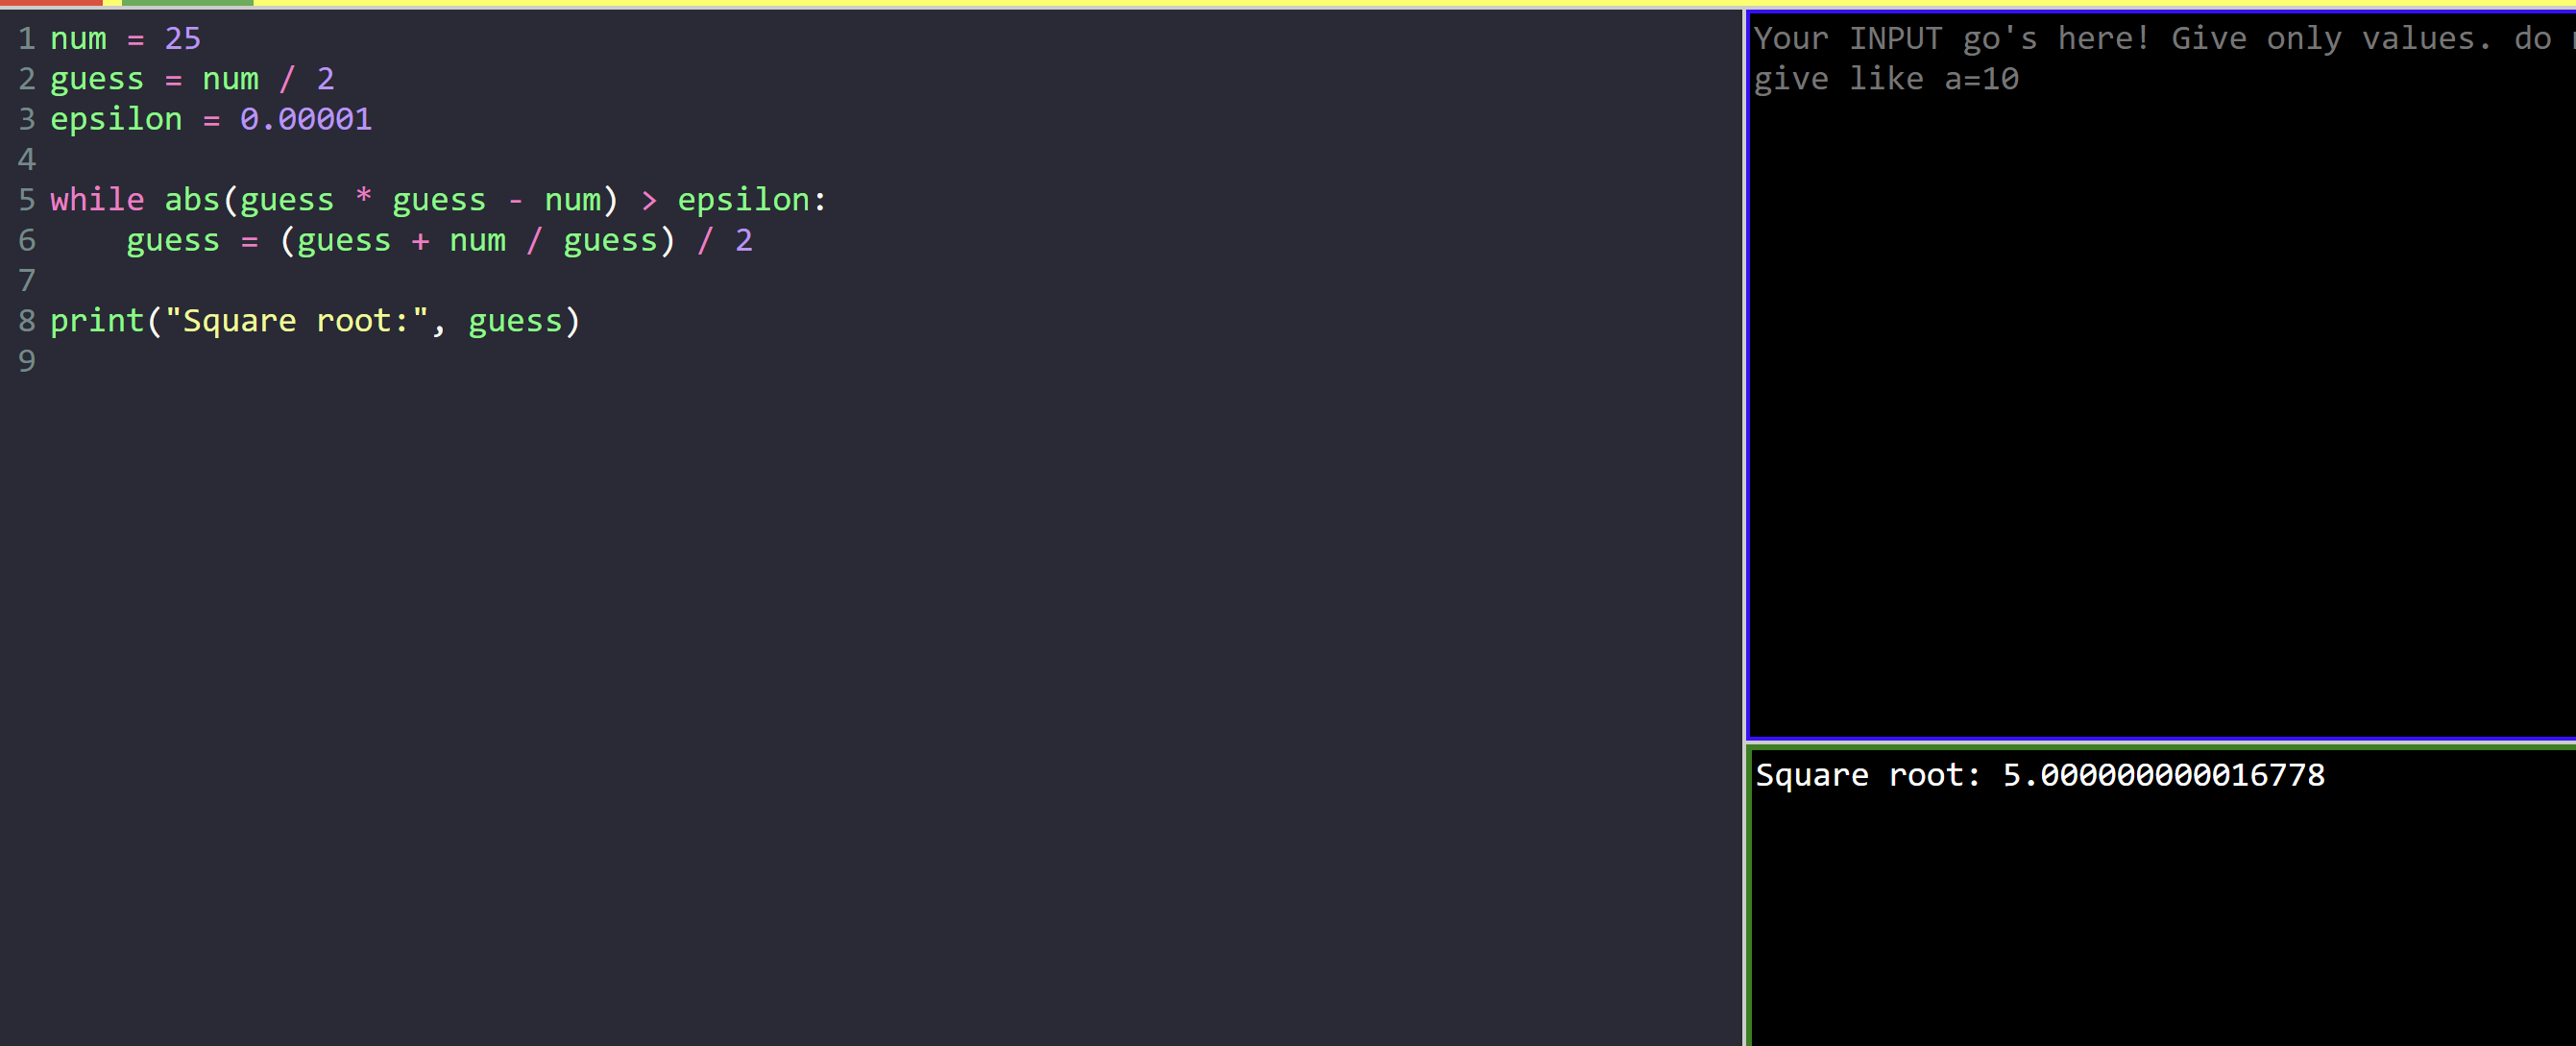 1 num = 25
2 guess = num / 2
3 epsilon = 0.00001
4
5 while abs(guess * guess - num) > epsilon:
6     guess = (guess + num / guess) / 2
7
8 print("Square root:", guess)
9
Your INPUT go's here! Give only values. do
give like a=10
Square root: 5.000000000016778